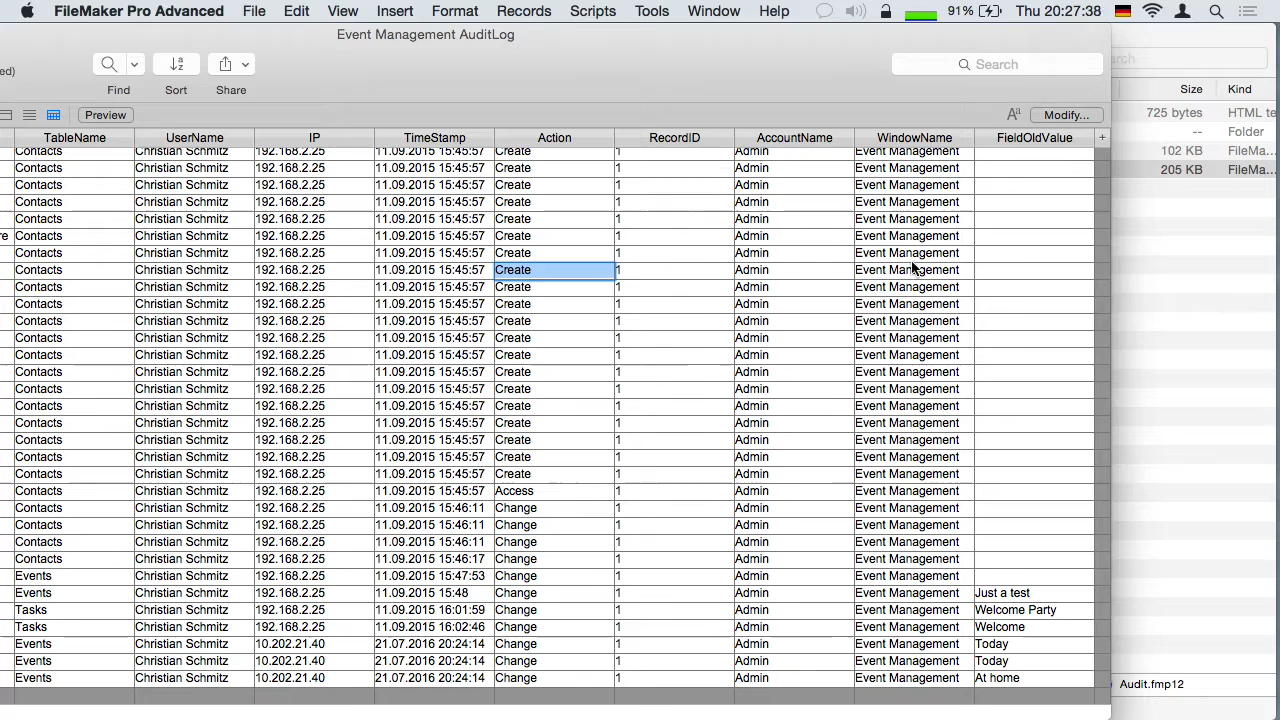 FileMaker Pro Advanced File Edit View Insert Format Records Scripts Tools Window Help 91% Thu 20:27:38
Event Management AuditLog
ed)
Search
Find Sort Share
Preview Modify...
Size Kind
725 bytes HTML te
-- Folder
102 KB FileMa...
205 KB FileMa...
TableName UserName IP TimeStamp Action RecordID AccountName WindowName FieldOldValue +
Contacts Christian Schmitz 192.168.2.25 11.09.2015 15:45:57 Create 1 Admin Event Management
Contacts Christian Schmitz 192.168.2.25 11.09.2015 15:45:57 Create 1 Admin Event Management
Contacts Christian Schmitz 192.168.2.25 11.09.2015 15:45:57 Create 1 Admin Event Management
Contacts Christian Schmitz 192.168.2.25 11.09.2015 15:45:57 Create 1 Admin Event Management
Contacts Christian Schmitz 192.168.2.25 11.09.2015 15:45:57 Create 1 Admin Event Management
re Contacts Christian Schmitz 192.168.2.25 11.09.2015 15:45:57 Create 1 Admin Event Management
Contacts Christian Schmitz 192.168.2.25 11.09.2015 15:45:57 Create 1 Admin Event Management
Contacts Christian Schmitz 192.168.2.25 11.09.2015 15:45:57 Create 1 Admin Event Management
Contacts Christian Schmitz 192.168.2.25 11.09.2015 15:45:57 Create 1 Admin Event Management
Contacts Christian Schmitz 192.168.2.25 11.09.2015 15:45:57 Create 1 Admin Event Management
Contacts Christian Schmitz 192.168.2.25 11.09.2015 15:45:57 Create 1 Admin Event Management
Contacts Christian Schmitz 192.168.2.25 11.09.2015 15:45:57 Create 1 Admin Event Management
Contacts Christian Schmitz 192.168.2.25 11.09.2015 15:45:57 Create 1 Admin Event Management
Contacts Christian Schmitz 192.168.2.25 11.09.2015 15:45:57 Create 1 Admin Event Management
Contacts Christian Schmitz 192.168.2.25 11.09.2015 15:45:57 Create 1 Admin Event Management
Contacts Christian Schmitz 192.168.2.25 11.09.2015 15:45:57 Create 1 Admin Event Management
Contacts Christian Schmitz 192.168.2.25 11.09.2015 15:45:57 Create 1 Admin Event Management
Contacts Christian Schmitz 192.168.2.25 11.09.2015 15:45:57 Create 1 Admin Event Management
Contacts Christian Schmitz 192.168.2.25 11.09.2015 15:45:57 Create 1 Admin Event Management
Contacts Christian Schmitz 192.168.2.25 11.09.2015 15:45:57 Create 1 Admin Event Management
Contacts Christian Schmitz 192.168.2.25 11.09.2015 15:45:57 Access 1 Admin Event Management
Contacts Christian Schmitz 192.168.2.25 11.09.2015 15:46:11 Change 1 Admin Event Management
Contacts Christian Schmitz 192.168.2.25 11.09.2015 15:46:11 Change 1 Admin Event Management
Contacts Christian Schmitz 192.168.2.25 11.09.2015 15:46:11 Change 1 Admin Event Management
Contacts Christian Schmitz 192.168.2.25 11.09.2015 15:46:17 Change 1 Admin Event Management
Events Christian Schmitz 192.168.2.25 11.09.2015 15:47:53 Change 1 Admin Event Management
Events Christian Schmitz 192.168.2.25 11.09.2015 15:48 Change 1 Admin Event Management Just a test
Tasks Christian Schmitz 192.168.2.25 11.09.2015 16:01:59 Change 1 Admin Event Management Welcome Party
Tasks Christian Schmitz 192.168.2.25 11.09.2015 16:02:46 Change 1 Admin Event Management Welcome
Events Christian Schmitz 10.202.21.40 21.07.2016 20:24:14 Change 1 Admin Event Management Today
Events Christian Schmitz 10.202.21.40 21.07.2016 20:24:14 Change 1 Admin Event Management Today
Events Christian Schmitz 10.202.21.40 21.07.2016 20:24:14 Change 1 Admin Event Management At home
Audit.fmp12